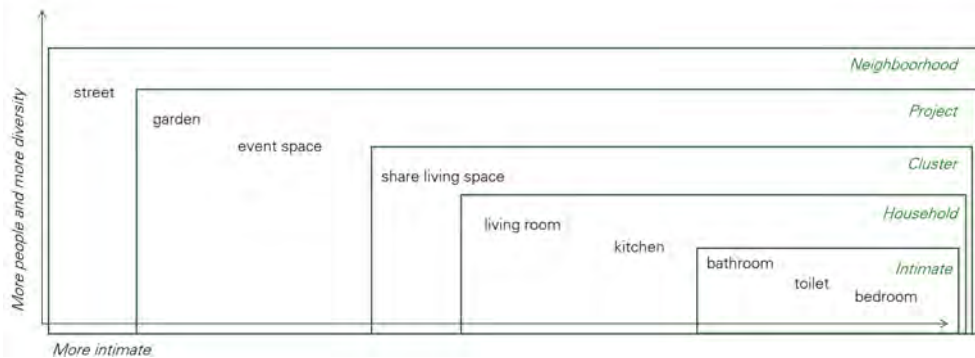 More people and more diversity
Neighboorhood
street
Project
garden
event space
Cluster
share living space
Household
living room
kitchen
bathroom
Intimate
toilet
bedroom
More intimate